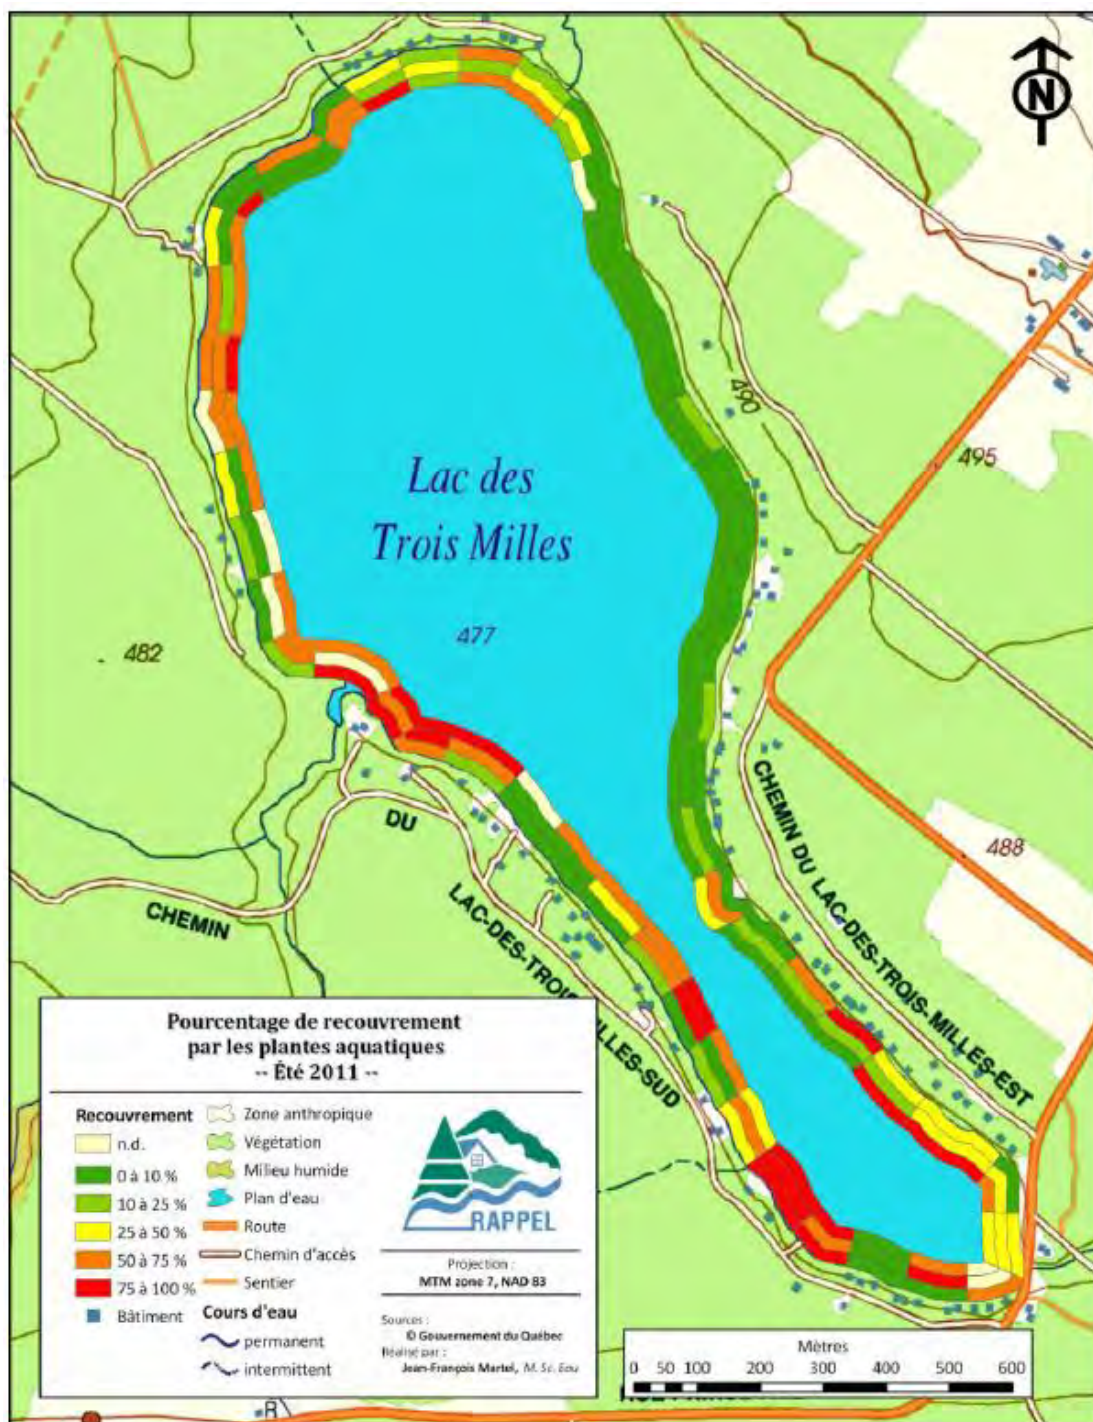 N
490
495
Lac des
Trois Milles
477
482
488
CHEMIN
DU
LAC-DES-TROIS-MILLES-SUD
CHEMIN DU LAC-DES-TROIS-MILLES-EST
Pourcentage de recouvrement
par les plantes aquatiques
-- Été 2011 --
Recouvrement
n.d.
0 à 10 %
10 à 25 %
25 à 50 %
50 à 75 %
75 à 100 %
Bâtiment
Zone anthropique
Végétation
Milieu humide
Plan d'eau
Route
Chemin d'accès
Sentier
Cours d'eau
permanent
intermittent
RAPPEL
Projection :
MTM zone 7, NAD 83
Sources :
© Gouvernement du Québec
Réalisé par :
Jean-François Martel, M. Sc. Eau
Mètres
0 50 100 200 300 400 500 600
R